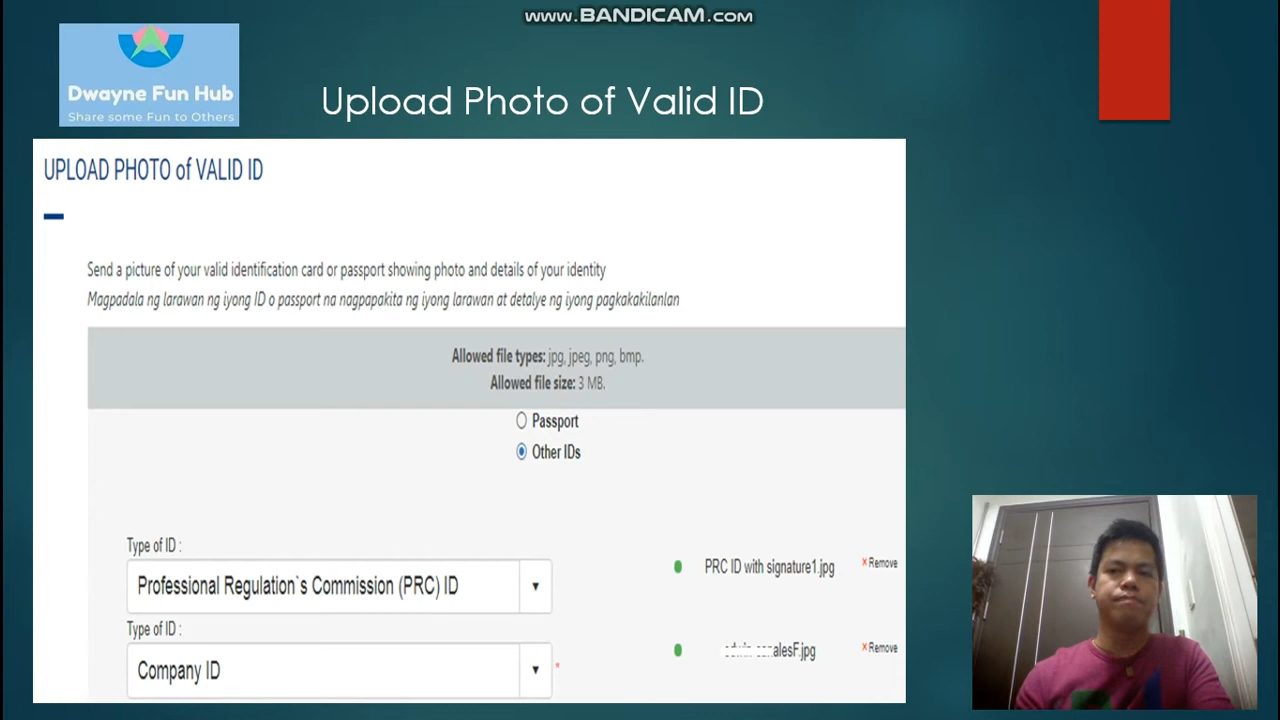 www.BANDICAM.com
Dwayne Fun Hub
Share some Fun to Others
Upload Photo of Valid ID
UPLOAD PHOTO of VALID ID
Send a picture of your valid identification card or passport showing photo and details of your identity
Magpadala ng larawan ng iyong ID o passport na nagpapakita ng iyong larawan at detalye ng iyong pagkakakilanlan
Allowed file types: jpg, jpeg, png, bmp.
Allowed file size: 3 MB.
Passport
Other IDs
Type of ID :
Professional Regulation`s Commission (PRC) ID
PRC ID with signature1.jpg
x Remove
Type of ID :
Company ID
*
alesF.jpg
x Remove